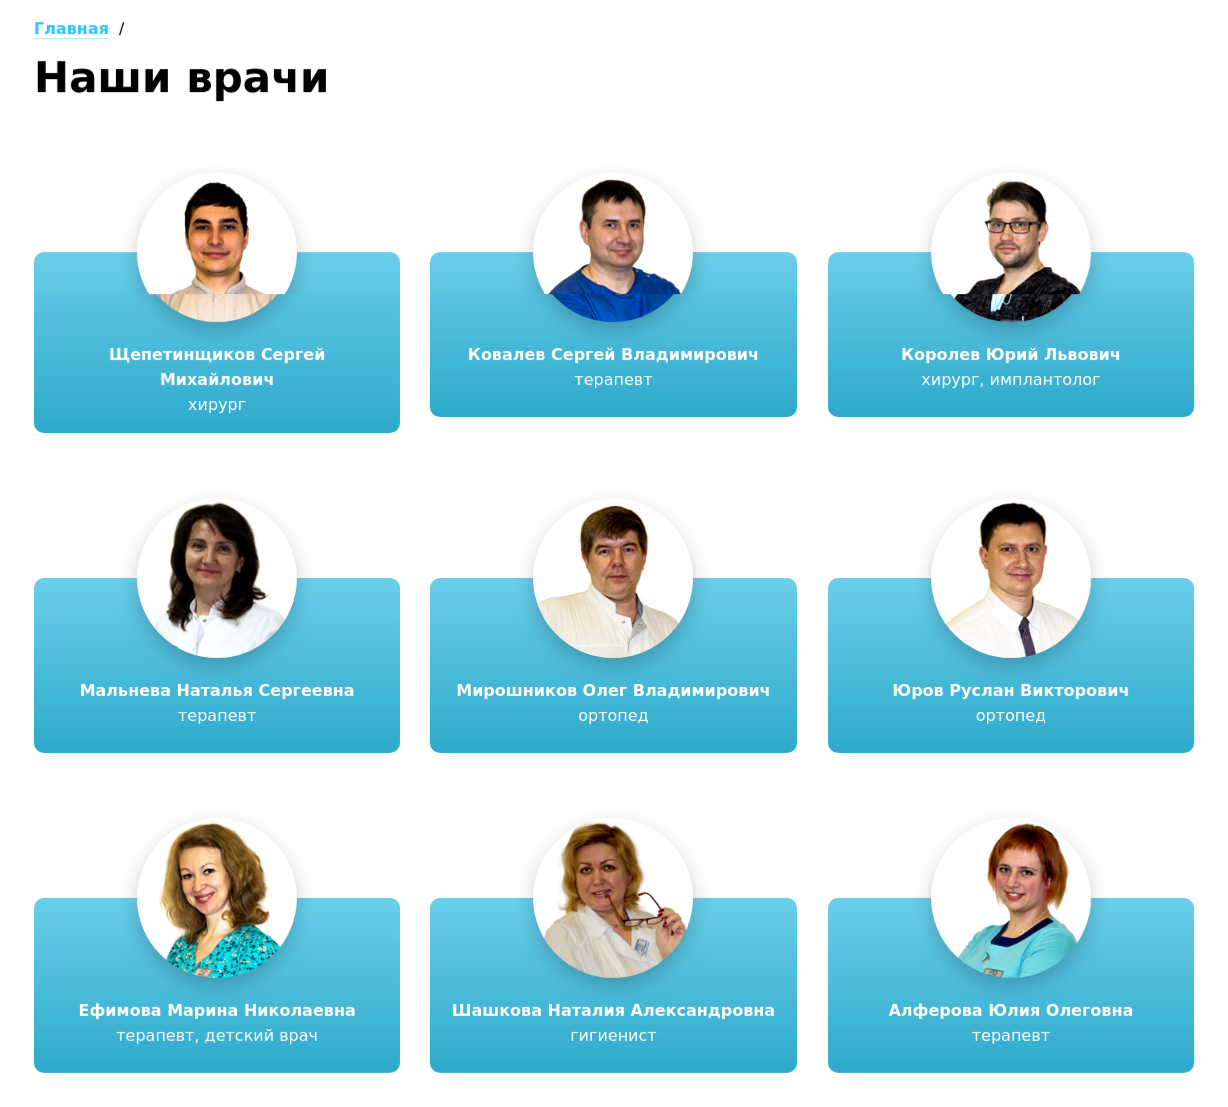 Главная /
Наши врачи
Щепетинщиков Сергей
Михайлович
хирург
Ковалев Сергей Владимирович
терапевт
Королев Юрий Львович
хирург, имплантолог
Мальнева Наталья Сергеевна
терапевт
Мирошников Олег Владимирович
ортопед
Юров Руслан Викторович
ортопед
Ефимова Марина Николаевна
терапевт, детский врач
Шашкова Наталия Александровна
гигиенист
Алферова Юлия Олеговна
терапевт